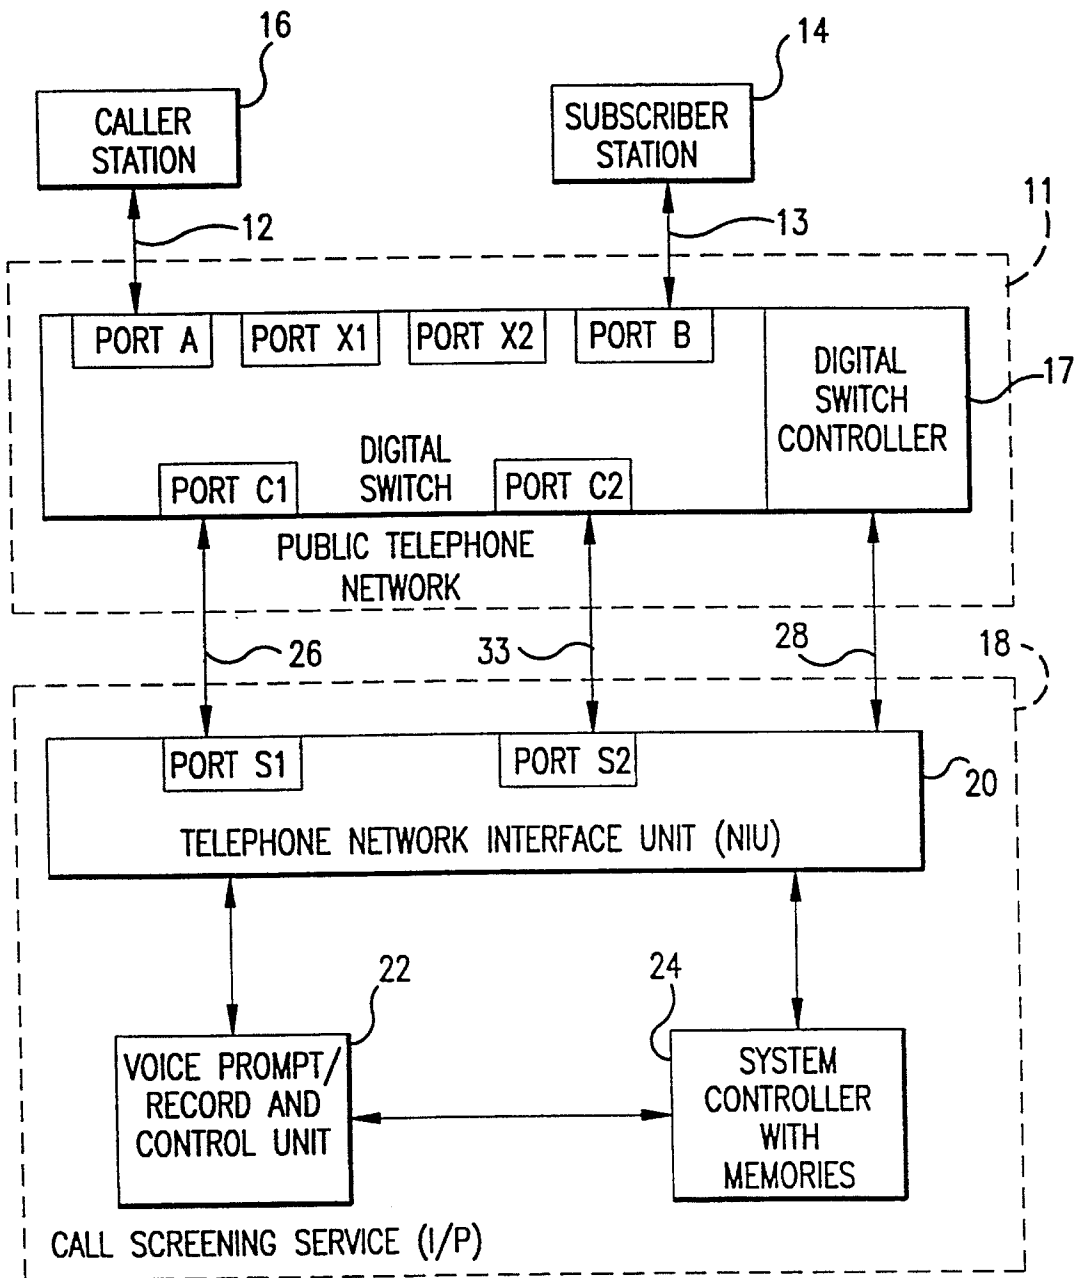 16
14
CALLER
STATION
SUBSCRIBER
STATION
11
12
13
PORT A
PORT X1
PORT X2
PORT B
DIGITAL
SWITCH
CONTROLLER
17
DIGITAL
SWITCH
PORT C1
PORT C2
PUBLIC TELEPHONE
NETWORK
26
33
28
18
PORT S1
PORT S2
20
TELEPHONE NETWORK INTERFACE UNIT (NIU)
22
24
VOICE PROMPT/
RECORD AND
CONTROL UNIT
SYSTEM
CONTROLLER
WITH
MEMORIES
CALL SCREENING SERVICE (I/P)